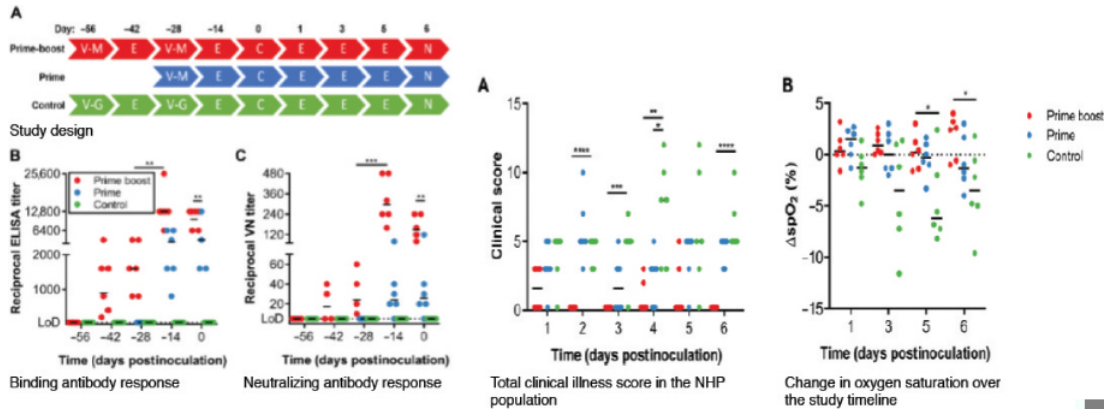 A
Day: –56 –42 –28 –14 0 1 3 5 6
Prime-boost V-M E V-M E C E E E N
Prime V-M E C E E E N
Control V-G E V-G E C E E E N
Study design
B
**
Reciprocal ELISA titer
25,600
12,800
6400
2000
1000
LoD
Prime boost
Prime
Control
**
–56 –42 –28 –14 0
Time (days postinoculation)
Binding antibody response
C
***
Reciprocal VN titer
480
360
240
120
60
40
20
LoD
**
–56 –42 –28 –14 0
Time (days postinoculation)
Neutralizing antibody response
A
Clinical score
15
10
5
0
****
***
**
*
****
1 2 3 4 5 6
Time (days postinoculation)
Total clinical illness score in the NHP
population
B
ΔspO2 (%)
5
0
–5
–10
–15
*
*
1 3 5 6
Time (days postinoculation)
Prime boost
Prime
Control
Change in oxygen saturation over
the study timeline